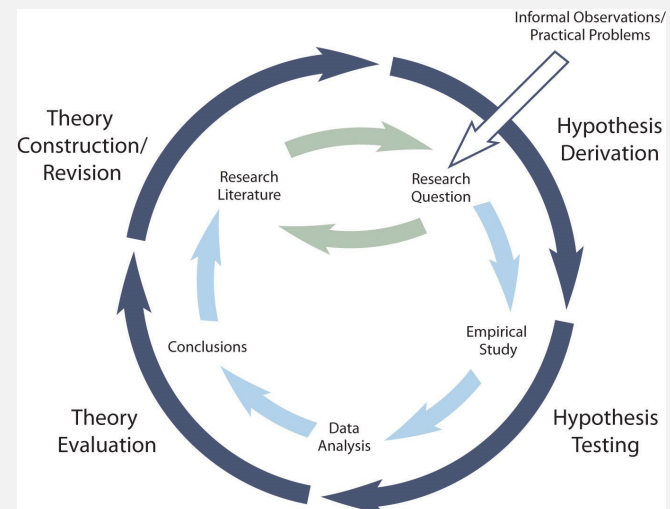 Informal Observations/
Practical Problems
Theory
Construction/
Revision
Hypothesis
Derivation
Research
Literature
Research
Question
Conclusions
Empirical
Study
Theory
Evaluation
Data
Analysis
Hypothesis
Testing